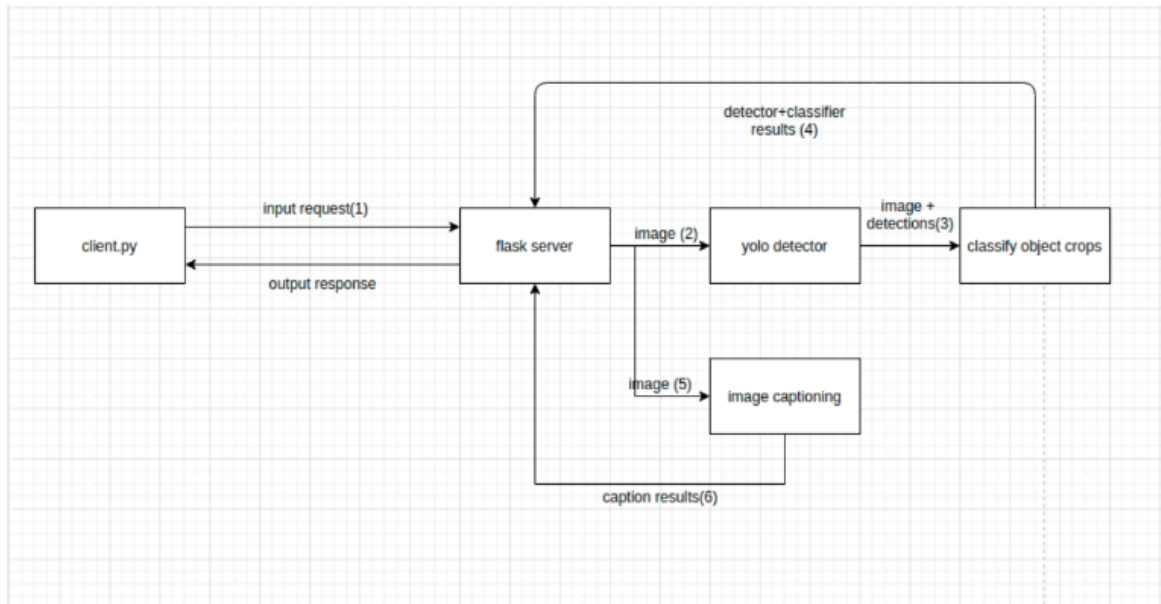 detector+classifier
results (4)
input request(1)
client.py
output response
flask server
image (2)
yolo detector
image +
detections(3)
classify object crops
image (5)
image captioning
caption results(6)